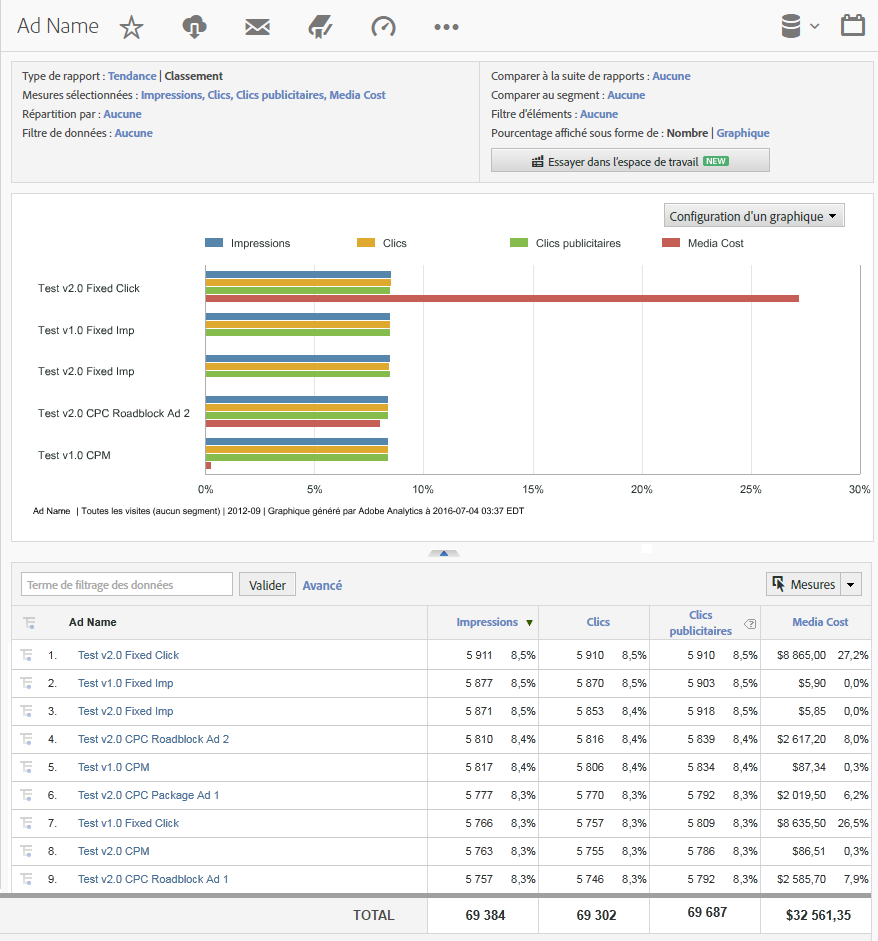 Ad Name
Type de rapport : Tendance | Classement
Mesures sélectionnées : Impressions, Clics, Clics publicitaires, Media Cost
Répartition par : Aucune
Filtre de données : Aucune
Comparer à la suite de rapports : Aucune
Comparer au segment : Aucune
Filtre d'éléments : Aucune
Pourcentage affiché sous forme de : Nombre | Graphique
Essayer dans l'espace de travail NEW
Configuration d'un graphique
Impressions Clics Clics publicitaires Media Cost
Test v2.0 Fixed Click
Test v1.0 Fixed Imp
Test v2.0 Fixed Imp
Test v2.0 CPC Roadblock Ad 2
Test v1.0 CPM
0% 5% 10% 15% 20% 25% 30%
Ad Name | Toutes les visites (aucun segment) | 2012-09 | Graphique généré par Adobe Analytics à 2016-07-04 03:37 EDT
Terme de filtrage des données Valider Avancé Mesures
Ad Name Impressions Clics Clics publicitaires ? Media Cost
1. Test v2.0 Fixed Click 5 911 8,5% 5 910 8,5% 5 910 8,5% $8 865,00 27,2%
2. Test v1.0 Fixed Imp 5 877 8,5% 5 870 8,5% 5 903 8,5% $5,90 0,0%
3. Test v2.0 Fixed Imp 5 871 8,5% 5 853 8,4% 5 918 8,5% $5,85 0,0%
4. Test v2.0 CPC Roadblock Ad 2 5 810 8,4% 5 816 8,4% 5 839 8,4% $2 617,20 8,0%
5. Test v1.0 CPM 5 817 8,4% 5 806 8,4% 5 834 8,4% $87,34 0,3%
6. Test v2.0 CPC Package Ad 1 5 777 8,3% 5 770 8,3% 5 792 8,3% $2 019,50 6,2%
7. Test v1.0 Fixed Click 5 766 8,3% 5 757 8,3% 5 809 8,3% $8 635,50 26,5%
8. Test v2.0 CPM 5 763 8,3% 5 755 8,3% 5 786 8,3% $86,51 0,3%
9. Test v2.0 CPC Roadblock Ad 1 5 757 8,3% 5 746 8,3% 5 792 8,3% $2 585,70 7,9%
TOTAL 69 384 69 302 69 687 $32 561,35